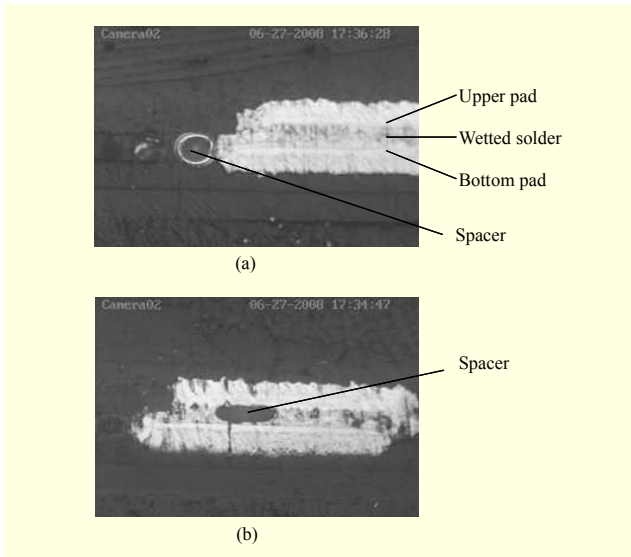 Camera02 06-27-2008 17:36:28
Upper pad
Wetted solder
Bottom pad
Spacer
(a)
Camera02 06-27-2008 17:34:47
Spacer
(b)